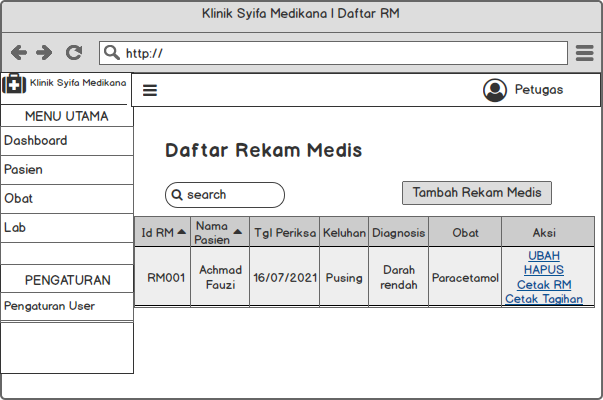 Klinik Syifa Medikana | Daftar RM
http://
Klinik Syifa Medikana
Petugas
MENU UTAMA
Dashboard
Pasien
Obat
Lab
PENGATURAN
Pengaturan User
Daftar Rekam Medis
search
Tambah Rekam Medis
Id RM
Nama
Pasien
Tgl Periksa
Keluhan
Diagnosis
Obat
Aksi
RM001
Achmad
Fauzi
16/07/2021
Pusing
Darah
rendah
Paracetamol
UBAH
HAPUS
Cetak RM
Cetak Tagihan